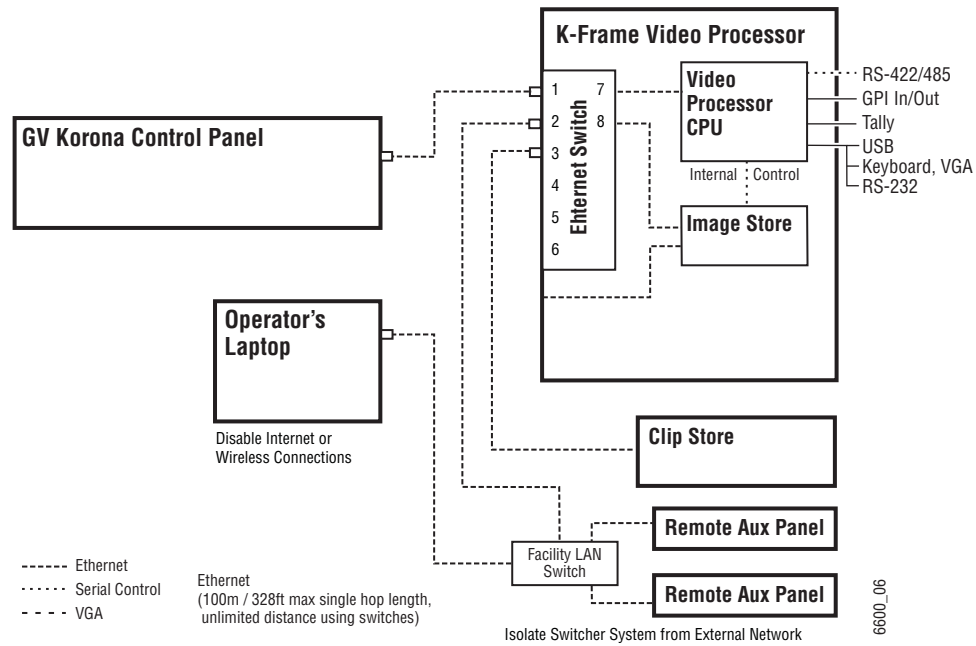 K-Frame Video Processor
1
2
3
4
5
6
7
8
Ehternet Switch
Video
Processor
CPU
RS-422/485
GPI In/Out
Tally
USB
Keyboard, VGA
RS-232
Internal Control
Image Store
GV Korona Control Panel
Operator's
Laptop
Disable Internet or
Wireless Connections
Clip Store
Remote Aux Panel
Facility LAN
Switch
Remote Aux Panel
Ethernet
Serial Control
VGA
Ethernet
(100m / 328ft max single hop length,
unlimited distance using switches)
Isolate Switcher System from External Network
6600_06